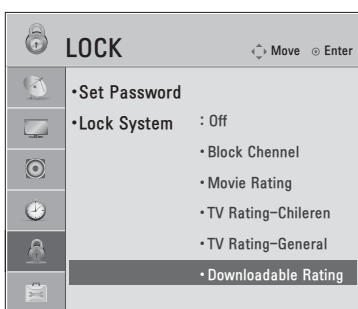 LOCK Move Enter
•Set Password
•Lock System : Off
•Block Chennel
•Movie Rating
•TV Rating-Chileren
•TV Rating-General
•Downloadable Rating